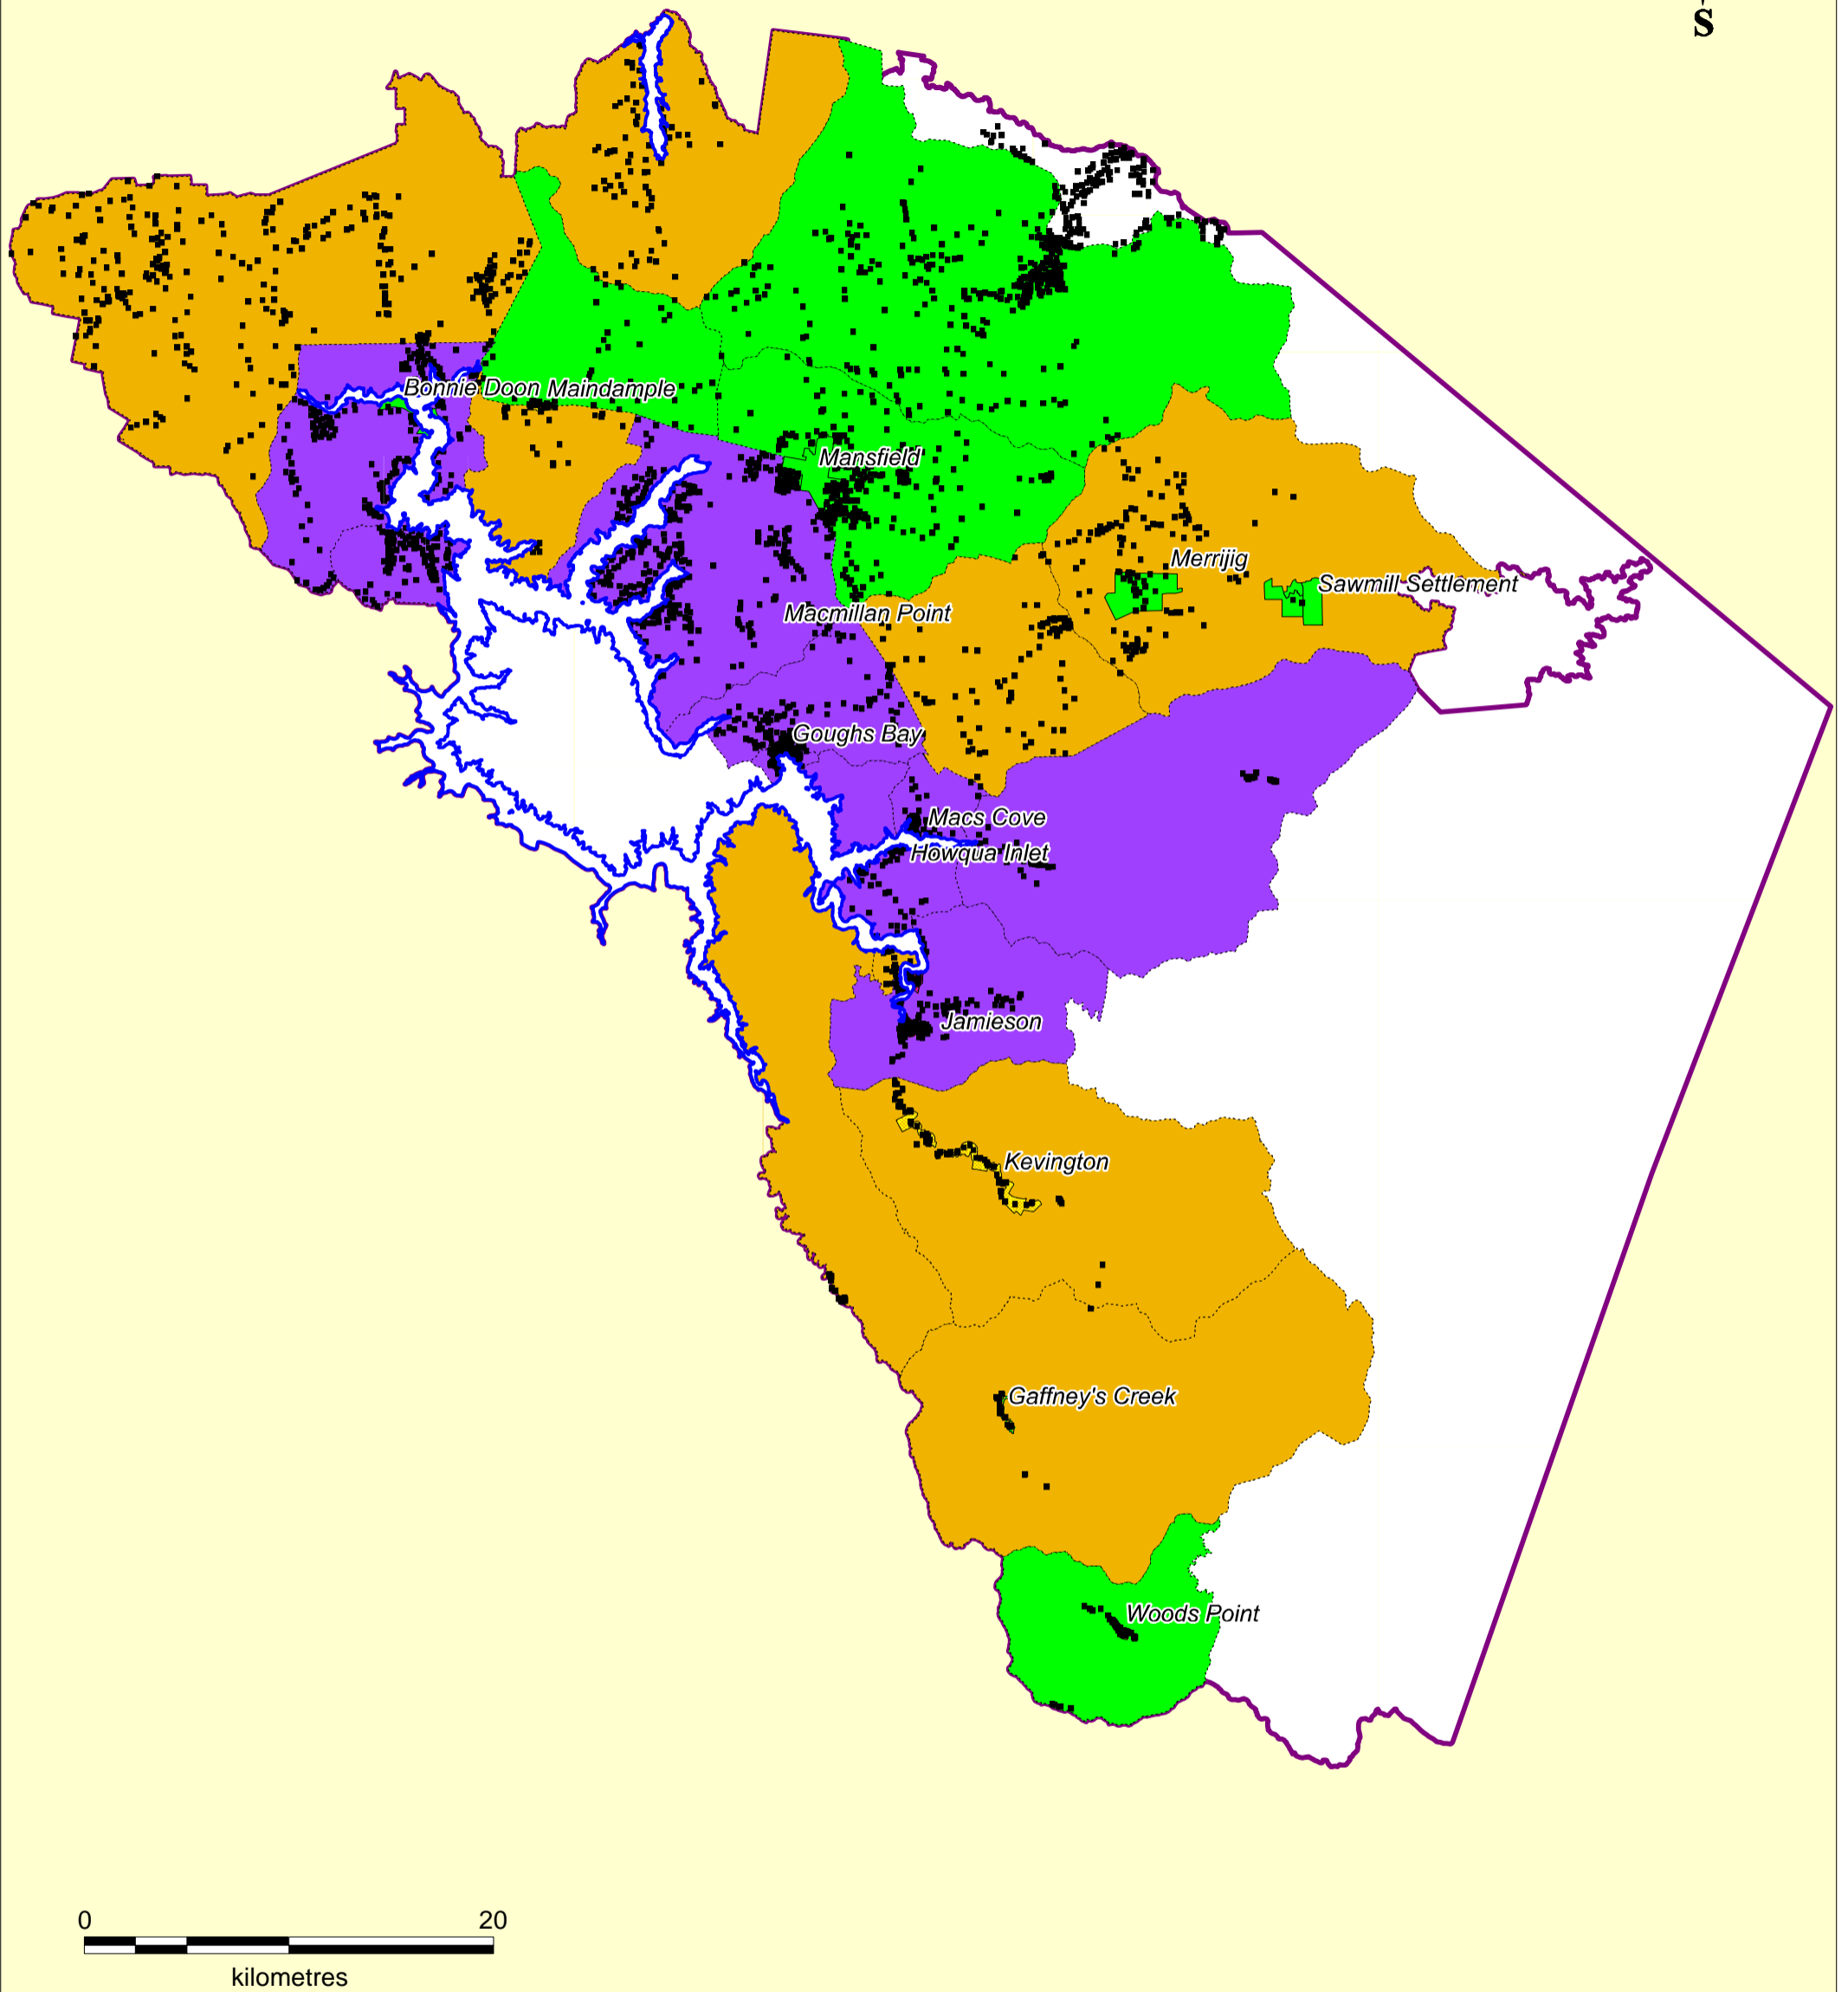 S
Bonnie Doon Maindample
Mansfield
Merrijig
Sawmill Settlement
Macmillan Point
Goughs Bay
Macs Cove
Howqua Inlet
Jamieson
Kevington
Gaffney's Creek
Woods Point
0 20
kilometres